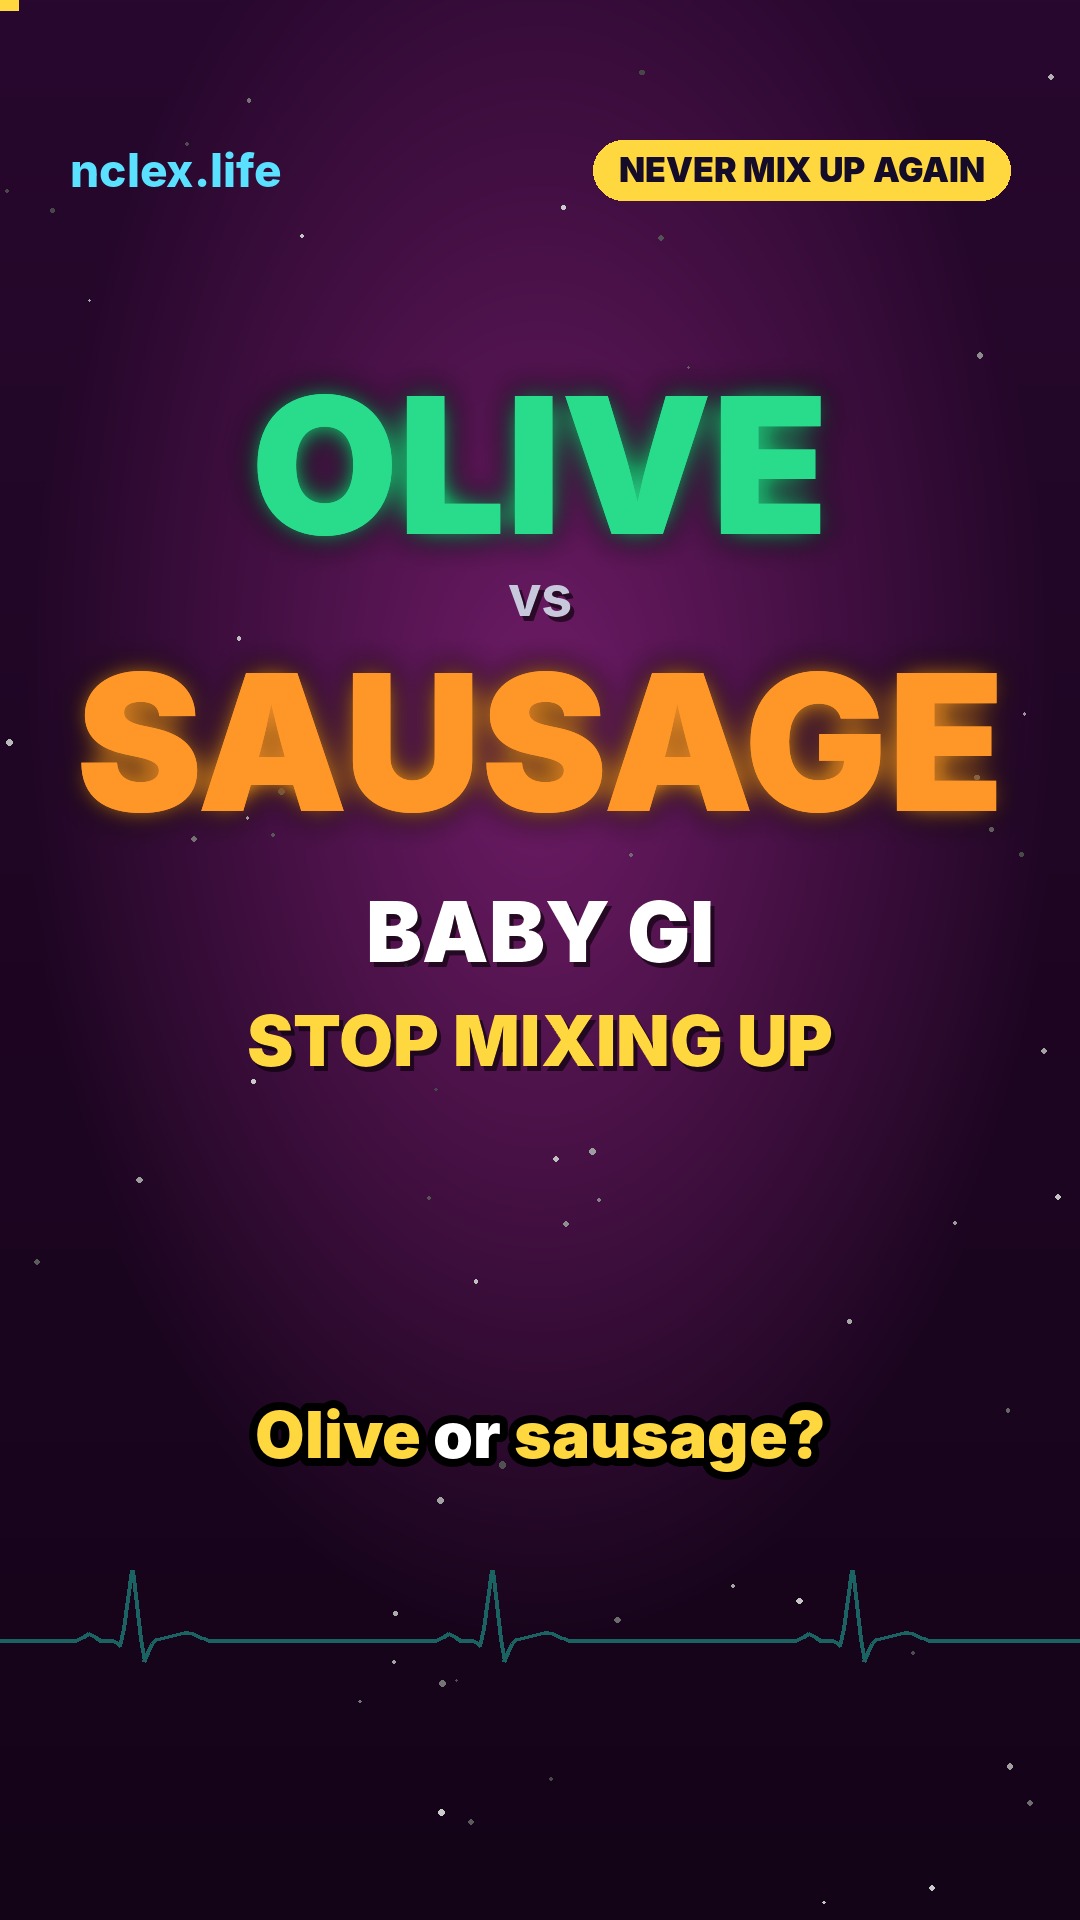 nclex.life
NEVER MIX UP AGAIN
OLIVE
VS
SAUSAGE
BABY GI
STOP MIXING UP
Olive or sausage?